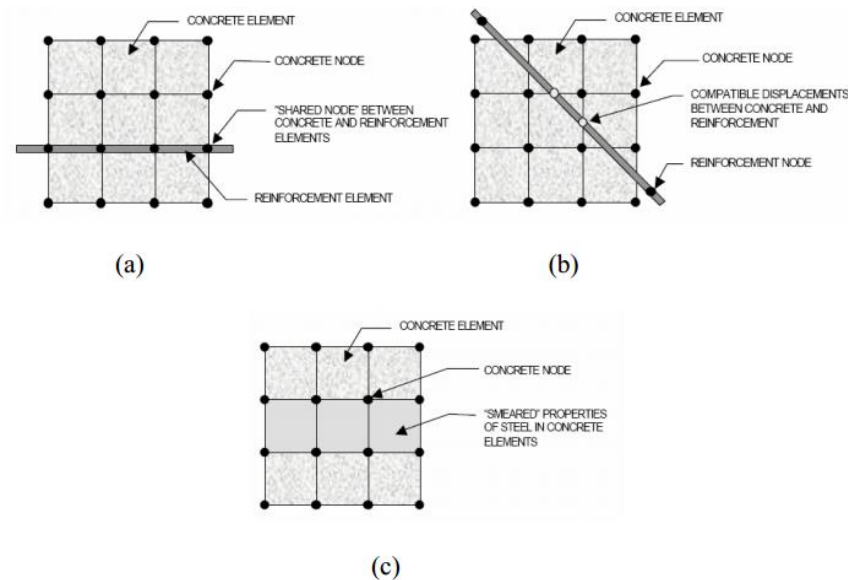 CONCRETE ELEMENT
CONCRETE NODE
"SHARED NODE" BETWEEN
CONCRETE AND REINFORCEMENT
ELEMENTS
REINFORCEMENT ELEMENT
(a)
CONCRETE ELEMENT
CONCRETE NODE
COMPATIBLE DISPLACEMENTS
BETWEEN CONCRETE AND
REINFORCEMENT
REINFORCEMENT NODE
(b)
CONCRETE ELEMENT
CONCRETE NODE
"SMEARED" PROPERTIES
OF STEEL IN CONCRETE
ELEMENTS
(c)